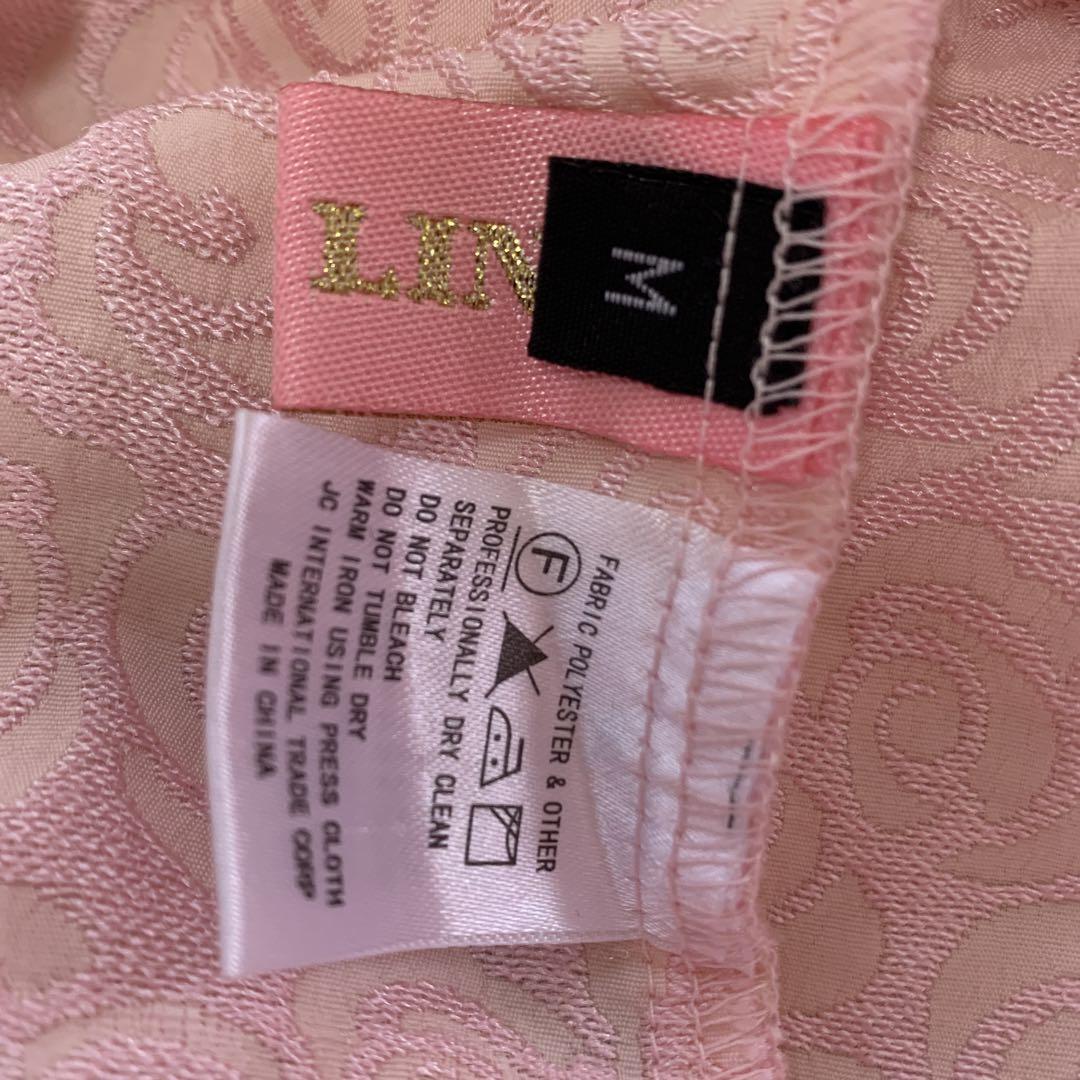 LIN
M
FABRIC POLYESTER & OTHER
F
PROFESSIONALLY DRY CLEAN
SEPARATELY
DO NOT BLEACH
DO NOT TUMBLE DRY
WARM IRON USING PRESS CLOTH
JC INTERNATIONAL TRADE CORP
MADE IN CHINA